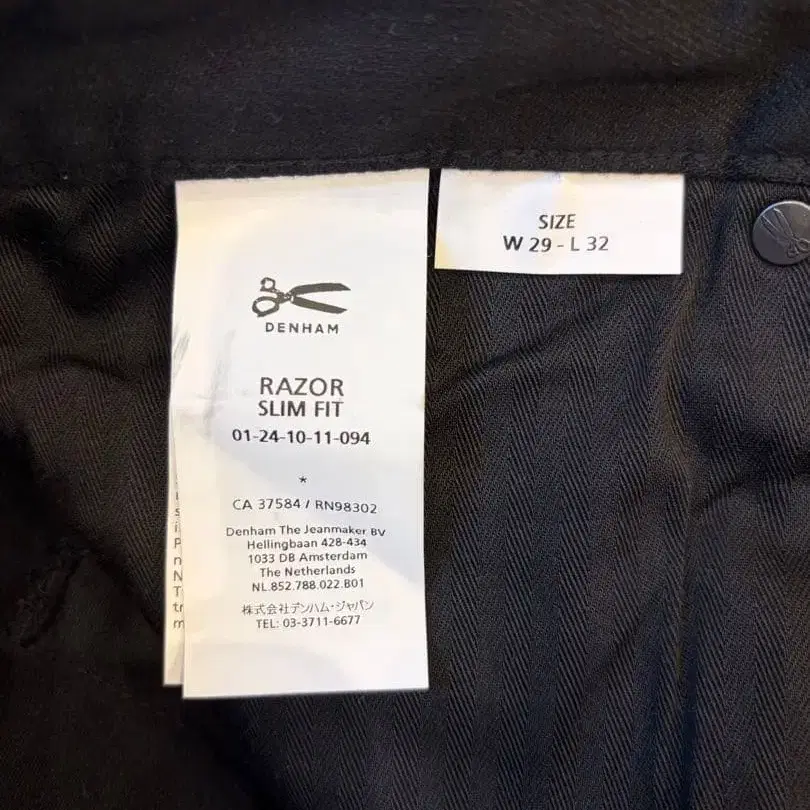 DENHAM
RAZOR
SLIM FIT
01-24-10-11-094
*
CA 37584 / RN98302
Denham The Jeanmaker BV
Hellingbaan 428-434
1033 DB Amsterdam
The Netherlands
NL.852.788.022.B01
株式会社デンハム・ジャパン
TEL: 03-3711-6677
SIZE
W 29 - L 32